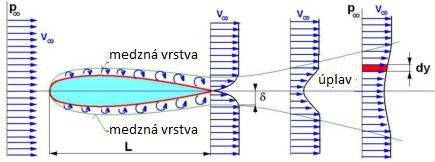 p∞
v∞
medzná vrstva
medzná vrstva
L
v∞
δ
v∞
úplav
p∞
v∞
dy